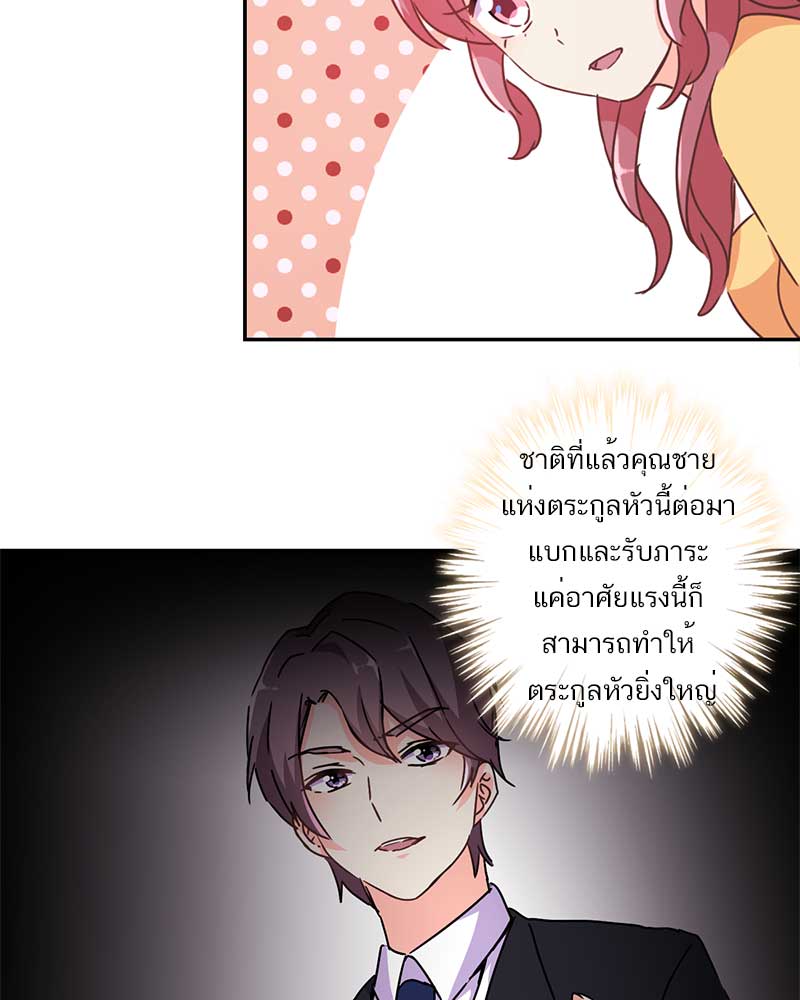 ชาติที่แล้วคุณชาย
แห่งตระกูลหัวนี้ต่อมา
แบกและรับภาระ
แค่อาศัยแรงนี้ก็
สามารถทำให้
ตระกูลหัวยิ่งใหญ่